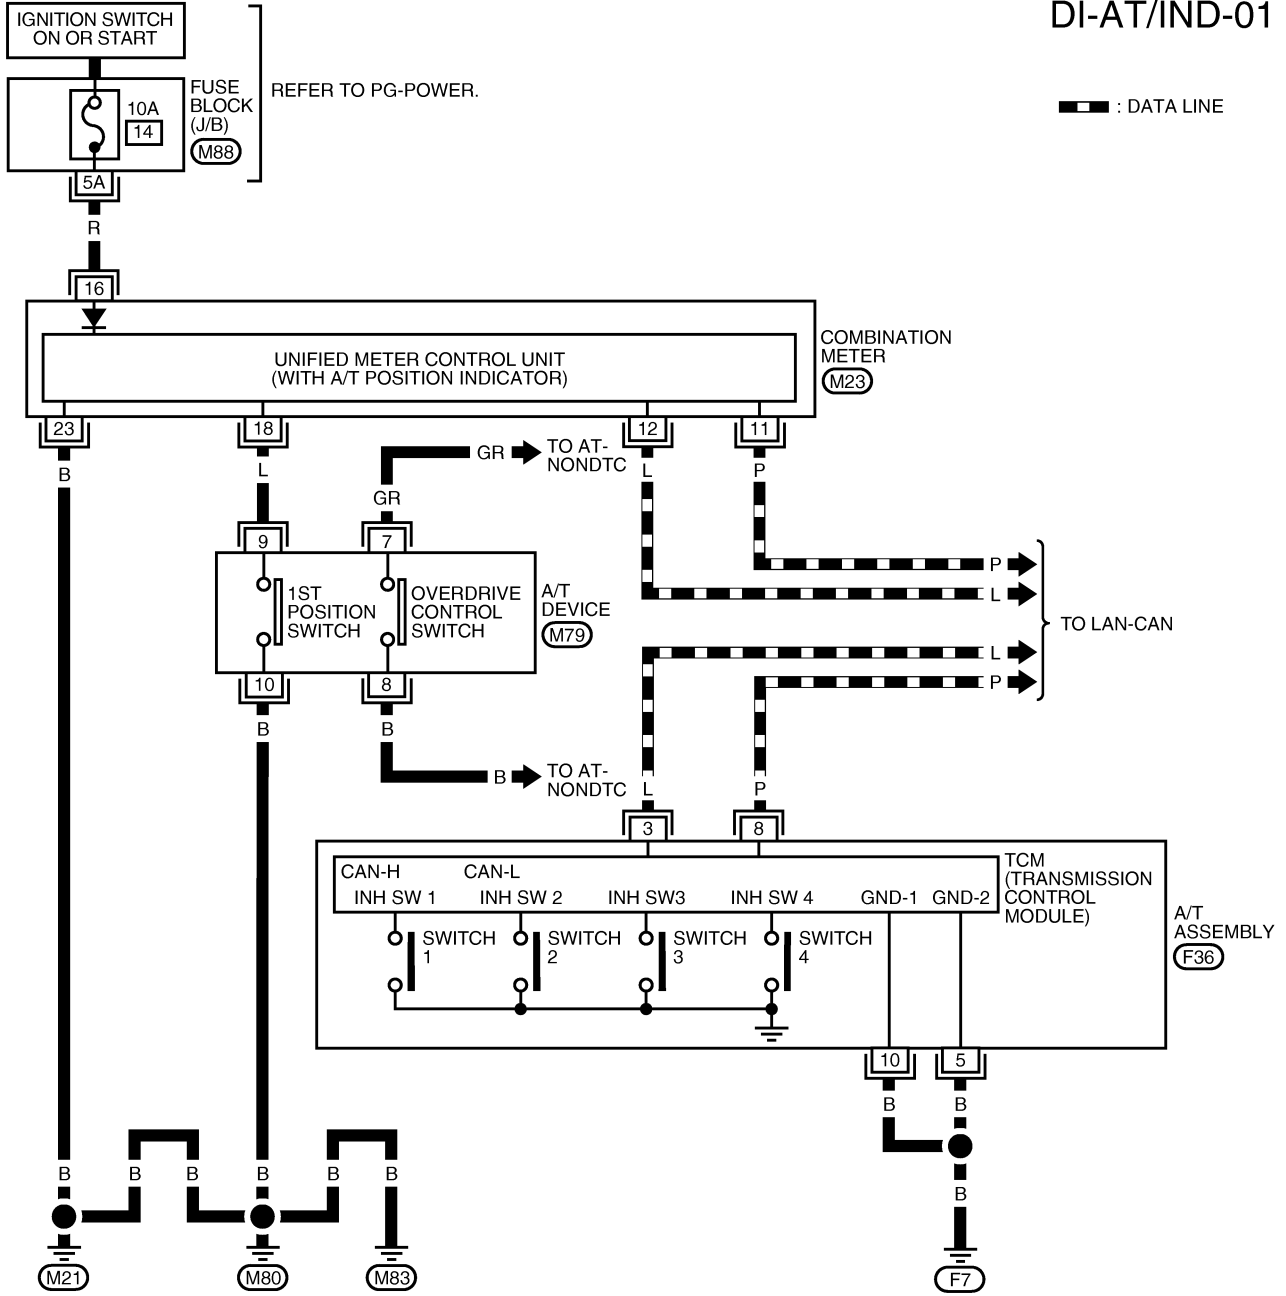 DI-AT/IND-01
IGNITION SWITCH
ON OR START
FUSE
BLOCK
(J/B)
M88
10A
14
REFER TO PG-POWER.
: DATA LINE
5A
R
16
UNIFIED METER CONTROL UNIT
(WITH A/T POSITION INDICATOR)
COMBINATION
METER
M23
23
18
12
11
B
L
GR
TO AT-
NONDTC
L
P
GR
9
7
1ST
POSITION
SWITCH
OVERDRIVE
CONTROL
SWITCH
A/T
DEVICE
M79
P
L
TO LAN-CAN
L
P
10
8
B
B
B
TO AT-
NONDTC
L
P
3
8
CAN-H
CAN-L
INH SW 1
INH SW 2
INH SW3
INH SW 4
GND-1
GND-2
TCM
(TRANSMISSION
CONTROL
MODULE)
SWITCH
1
SWITCH
2
SWITCH
3
SWITCH
4
A/T
ASSEMBLY
F36
10
5
B
B
B
B
B
B
B
B
B
M21
M80
M83
F7